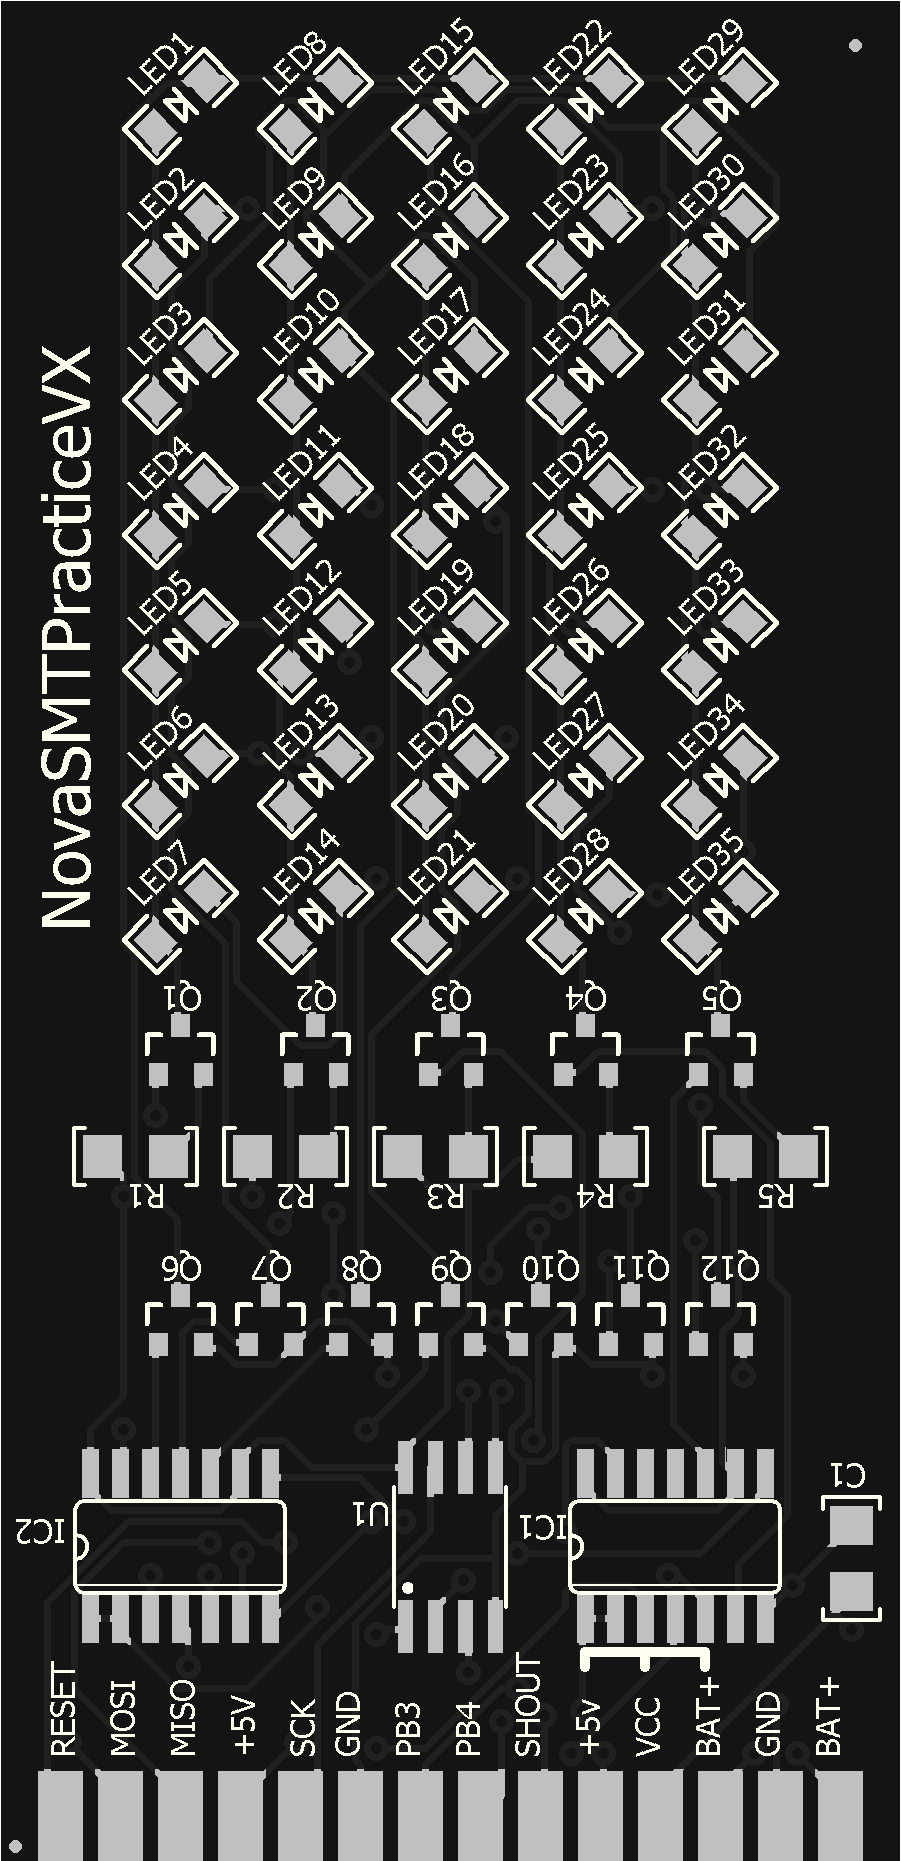 LED1 LED8 LED15 LED22 LED29
LED2 LED9 LED16 LED23 LED30
LED3 LED10 LED17 LED24 LED31
LED4 LED11 LED18 LED25 LED32
LED5 LED12 LED19 LED26 LED33
LED6 LED13 LED20 LED27 LED34
LED7 LED14 LED21 LED28 LED35
NovaSMTPracticeVX
Q1 Q2 Q3 Q4 Q5
R1 R2 R3 R4 R5
Q6 Q7 Q8 Q9 Q10 Q11 Q12
IC2 U1 IC1 C1
RESET
MOSI
MISO
+5V
SCK
GND
PB3
PB4
SHOUT
+5v
VCC
BAT+
GND
BAT+